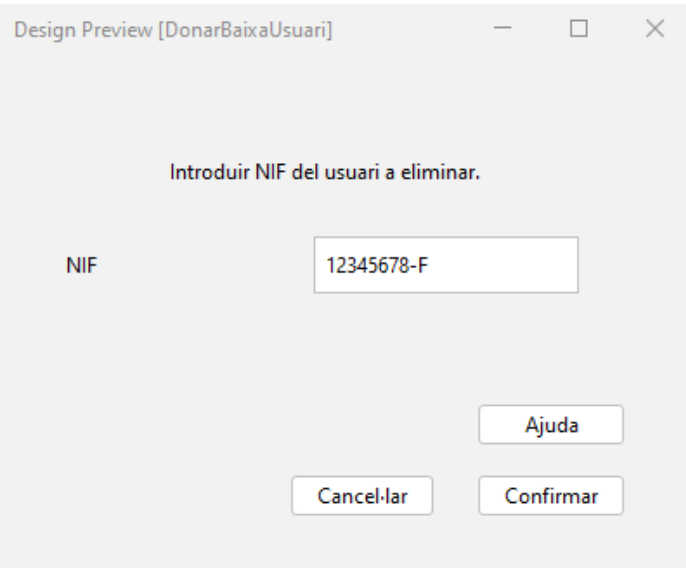 Design Preview [DonarBaixaUsuari]
Introduir NIF del usuari a eliminar.
NIF
12345678-F
Ajuda
Cancel·lar
Confirmar